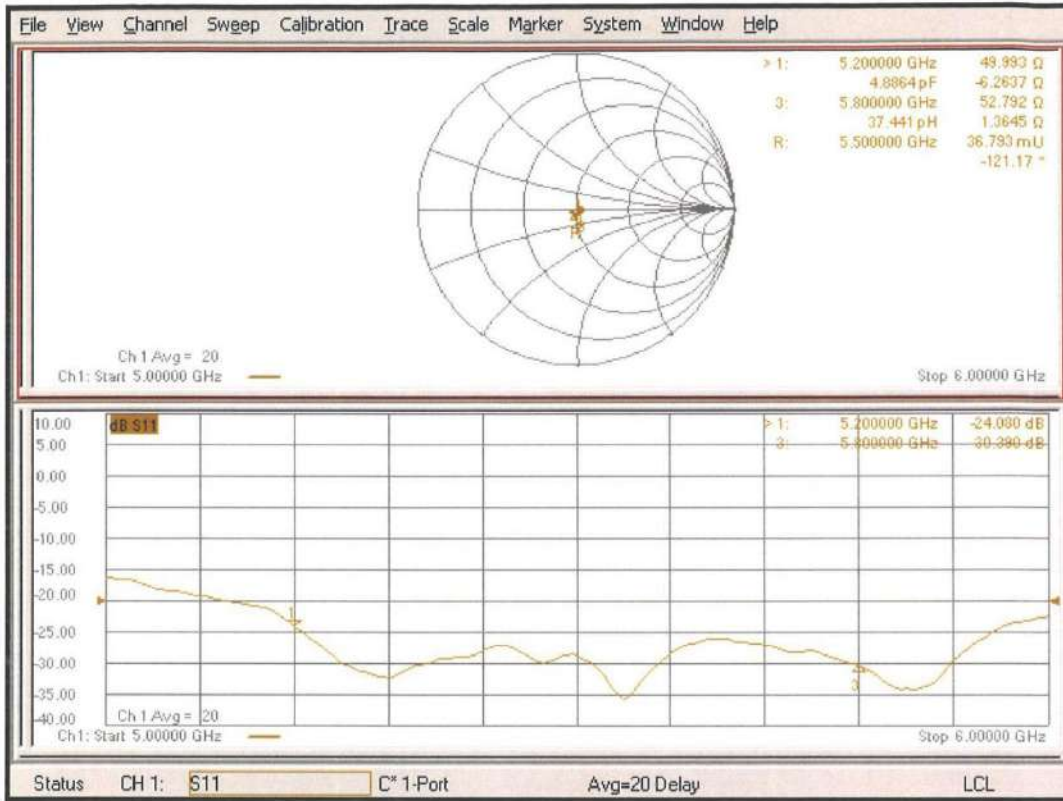 File View Channel Sweep Calibration Trace Scale Marker System Window Help
> 1: 5.200000 GHz 49.993 Ω
4.8864 pF -6.2637 Ω
3: 5.800000 GHz 52.792 Ω
37.441 pH 1.3645 Ω
R: 5.500000 GHz 36.793 mU
-121.17 °
Ch 1 Avg = 20
Ch1: Start 5.00000 GHz Stop 6.00000 GHz
10.00 dB S11 > 1: 5.200000 GHz -24.080 dB
5.00 3: 5.800000 GHz -30.390 dB
0.00
-5.00
-10.00
-15.00
-20.00
1
-25.00
-30.00
3
-35.00
-40.00 Ch 1 Avg = 20
Ch1: Start 5.00000 GHz Stop 6.00000 GHz
Status CH 1: S11 C* 1-Port Avg=20 Delay LCL